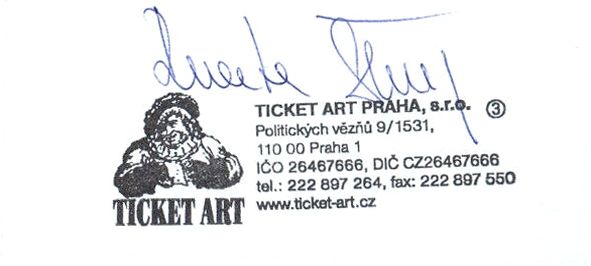 TICKET ART PRAHA, s.r.o. ③
Politických vězňů 9/1531,
110 00 Praha 1
IČO 26467666, DIČ CZ26467666
tel.: 222 897 264, fax: 222 897 550
www.ticket-art.cz
TICKET ART